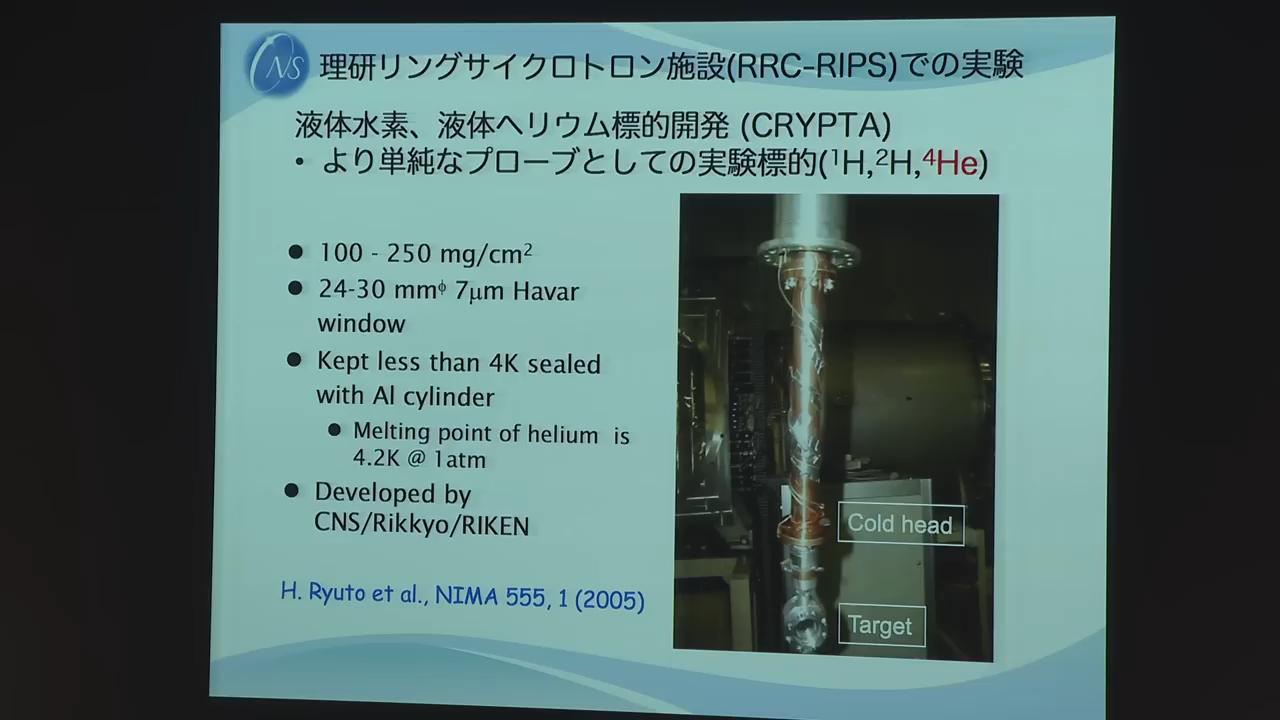 CNS
理研リングサイクロトロン施設(RRC-RIPS)での実験
液体水素、液体ヘリウム標的開発 (CRYPTA)
• より単純なプローブとしての実験標的(¹H,²H,⁴He)
● 100 - 250 mg/cm²
● 24-30 mmᶲ 7μm Havar
window
● Kept less than 4K sealed
with Al cylinder
● Melting point of helium is
4.2K @ 1atm
● Developed by
CNS/Rikkyo/RIKEN
H. Ryuto et al., NIMA 555, 1 (2005)
Cold head
Target